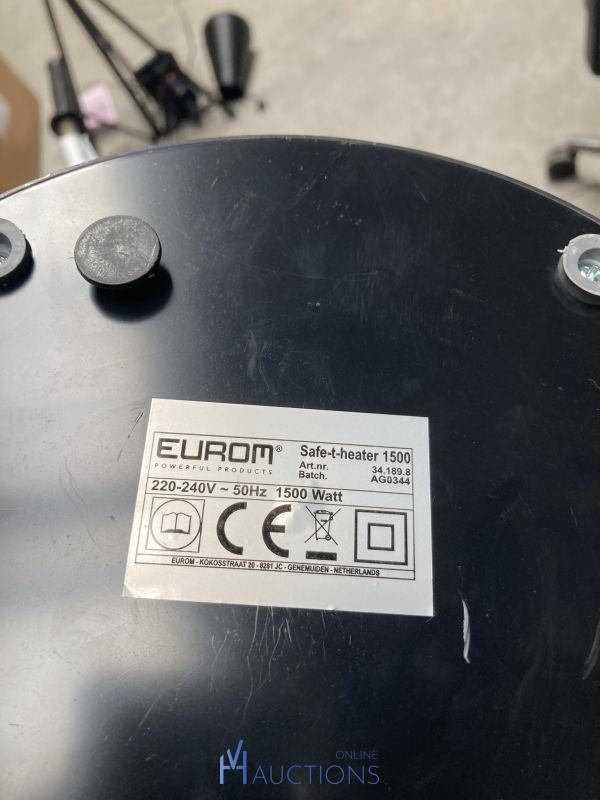 EUROM®
POWERFUL PRODUCTS
Safe-t-heater 1500
Art.nr. 34.189.8
Batch. AG0344
220-240V ~ 50Hz 1500 Watt
CE
EUROM - KOKOSSTRAAT 20 - 8281 JC - GENEMUIDEN - NETHERLANDS
VH ONLINE
AUCTIONS